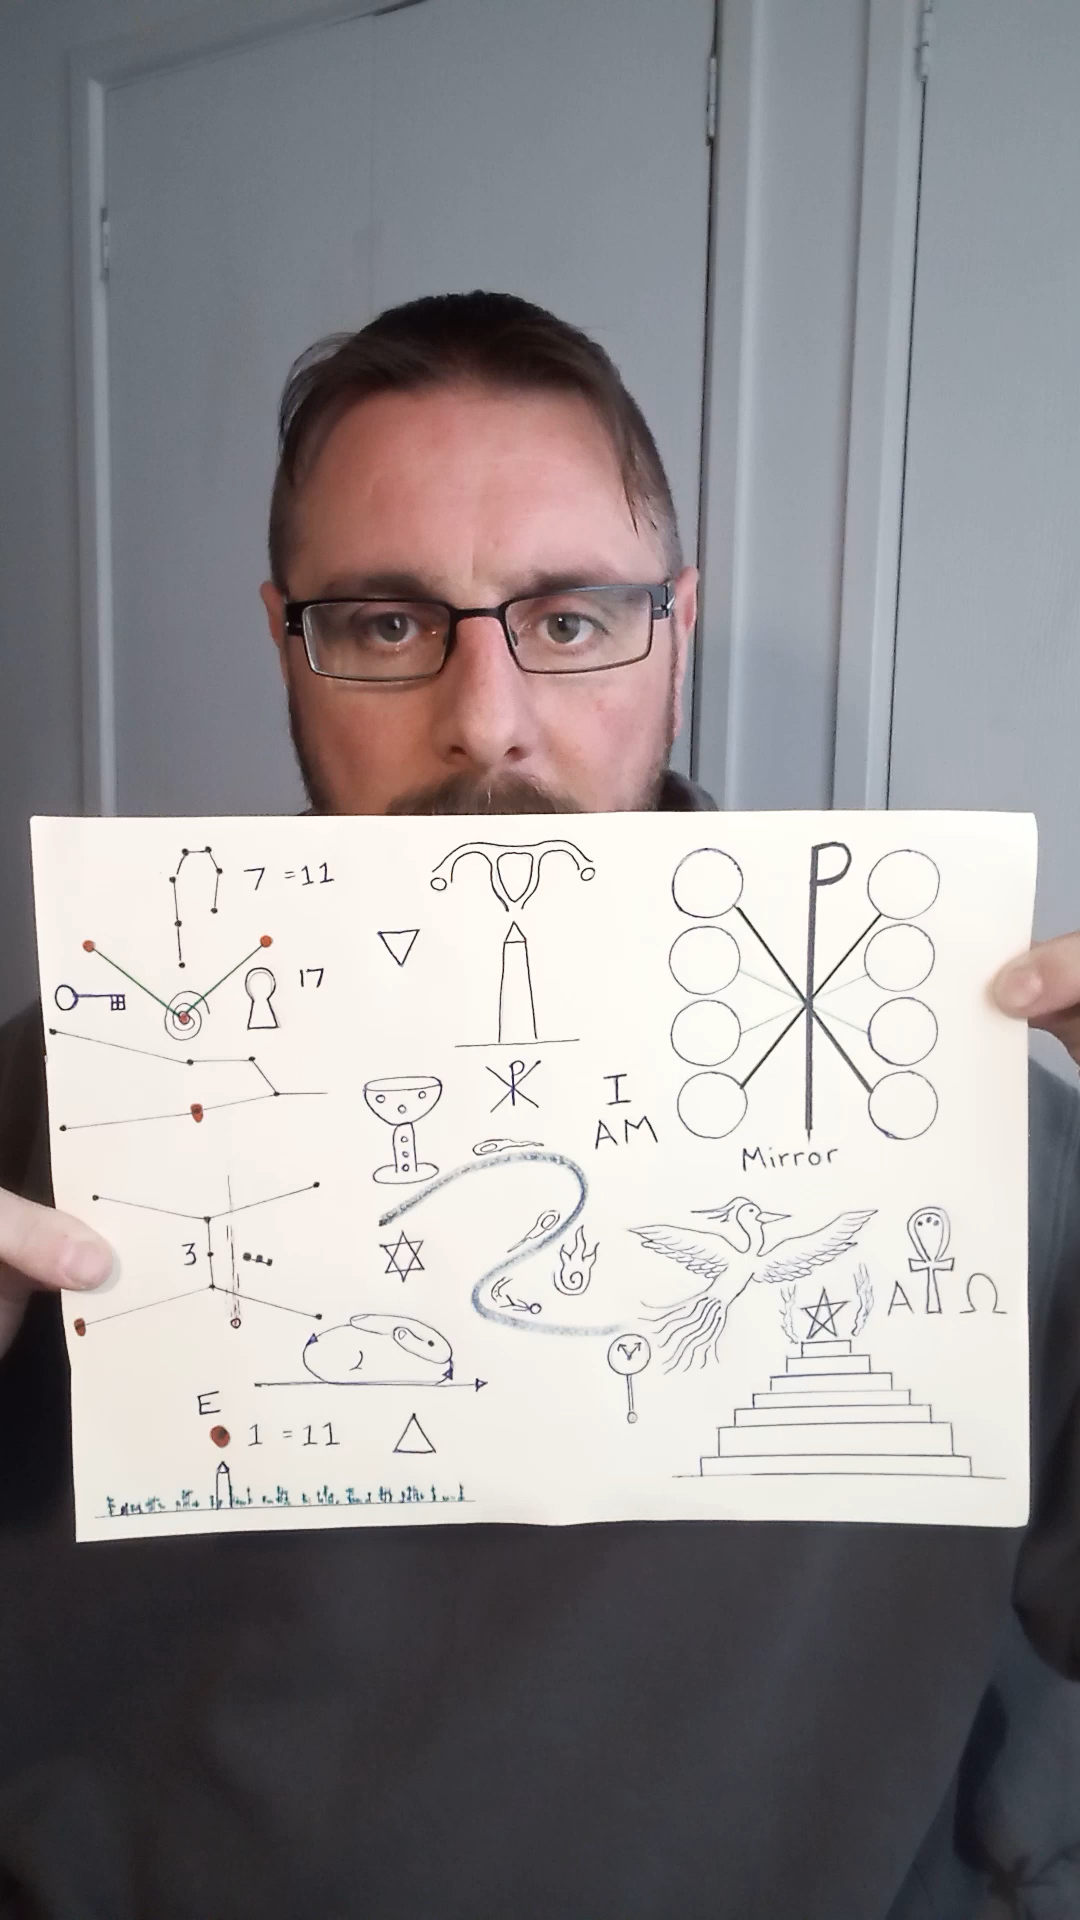 7 = 11
17
P
I
AM
Mirror
3
A Ω
E
1 = 11